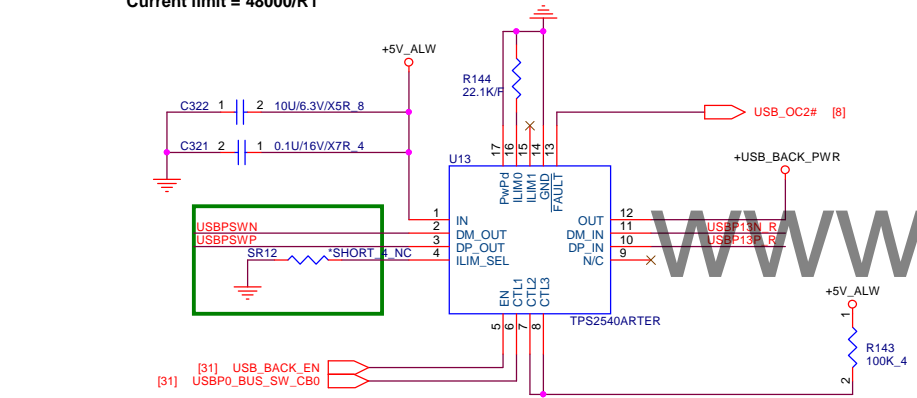 Current limit = 48000/R1
+5V_ALW
R144
22.1K/F
C322 1 2 10U/6.3V/X5R_8
USB_OC2# [8]
C321 2 1 0.1U/16V/X7R_4
17 16 15 14 13
U13
+USB_BACK_PWR
PwPd ILIM0 ILIM1 GND FAULT
1 IN OUT 12
USBPSWN 2 DM_OUT DM_IN 11 USBP13N_R
USBPSWP 3 DP_OUT DP_IN 10 USBP13P_R
SR12 *SHORT_4_NC 4 ILIM_SEL N/C 9
WWW
EN CTL1 CTL2 CTL3
+5V_ALW
TPS2540ARTER
5 6 7 8
1
R143
100K_4
2
[31] USB_BACK_EN
[31] USBP0_BUS_SW_CB0